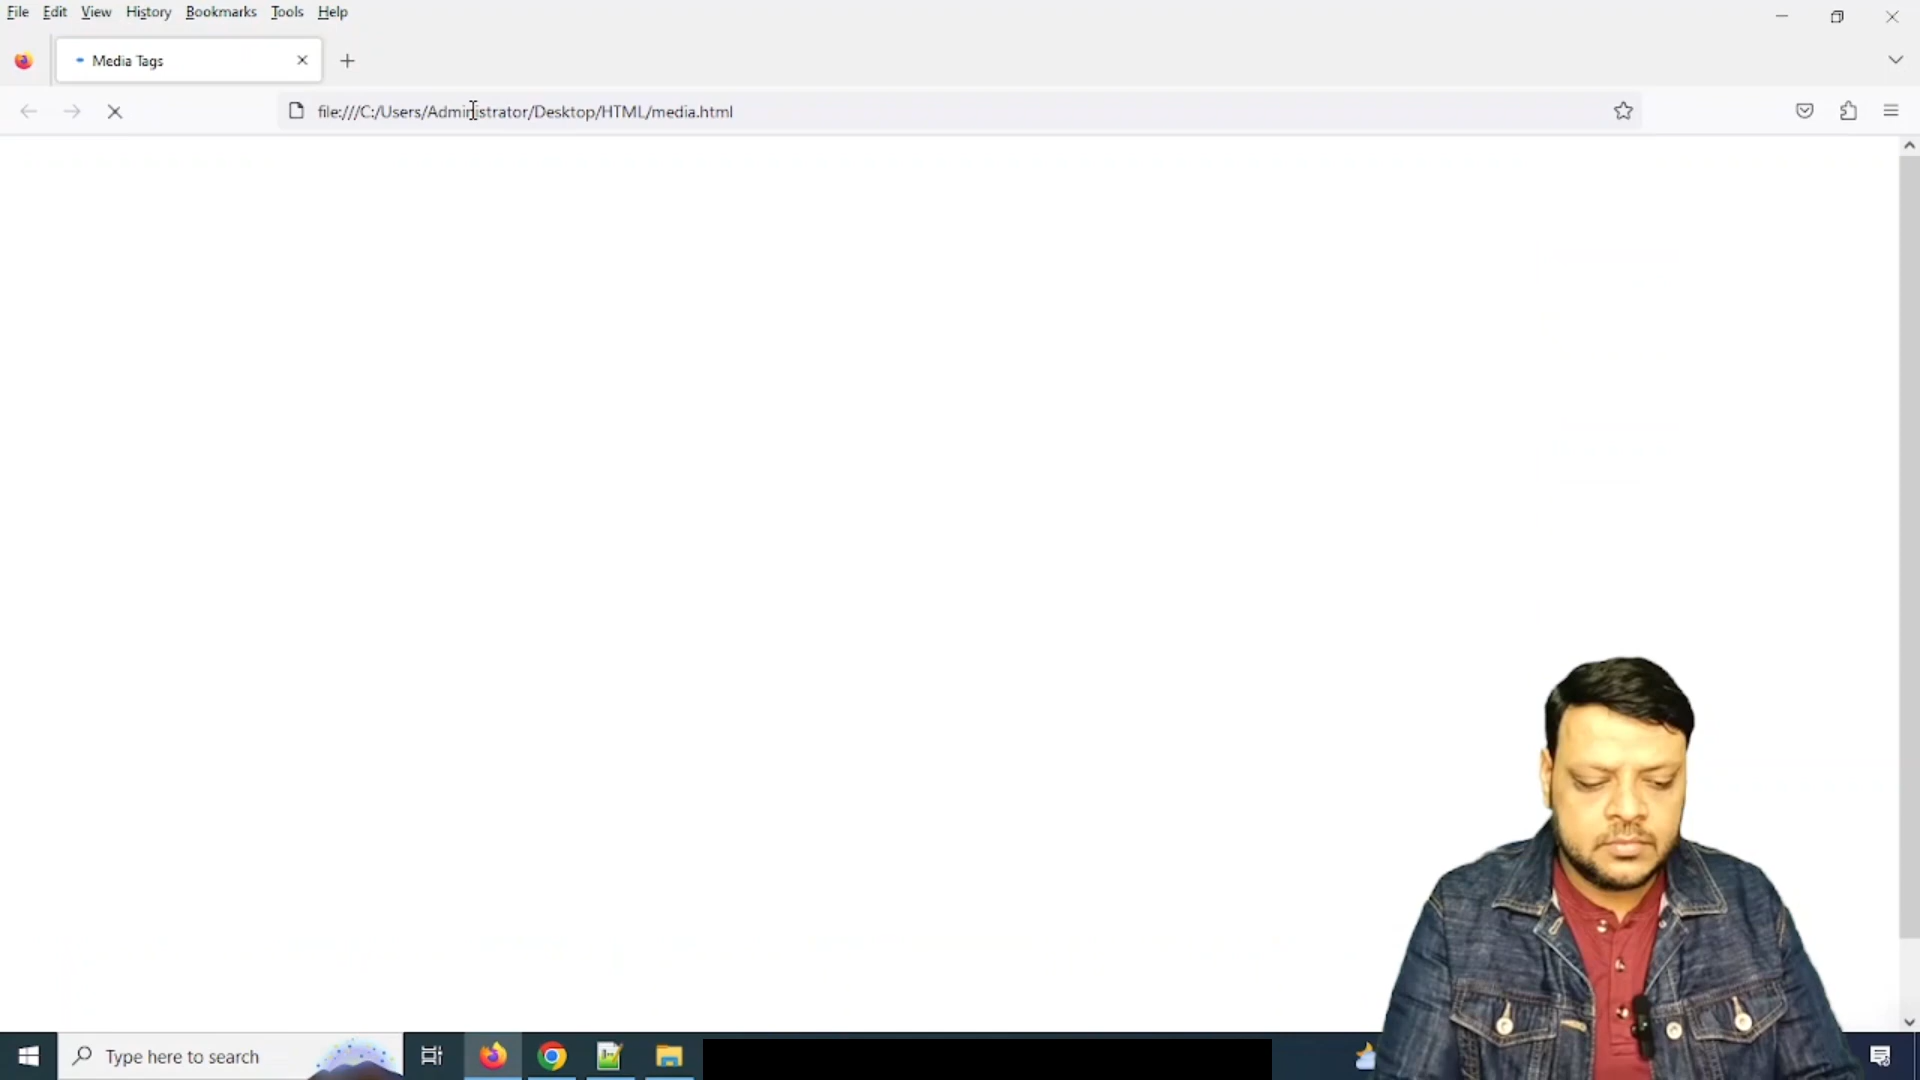 File Edit View History Bookmarks Tools Help
Media Tags
file:///C:/Users/Administrator/Desktop/HTML/media.html
Type here to search